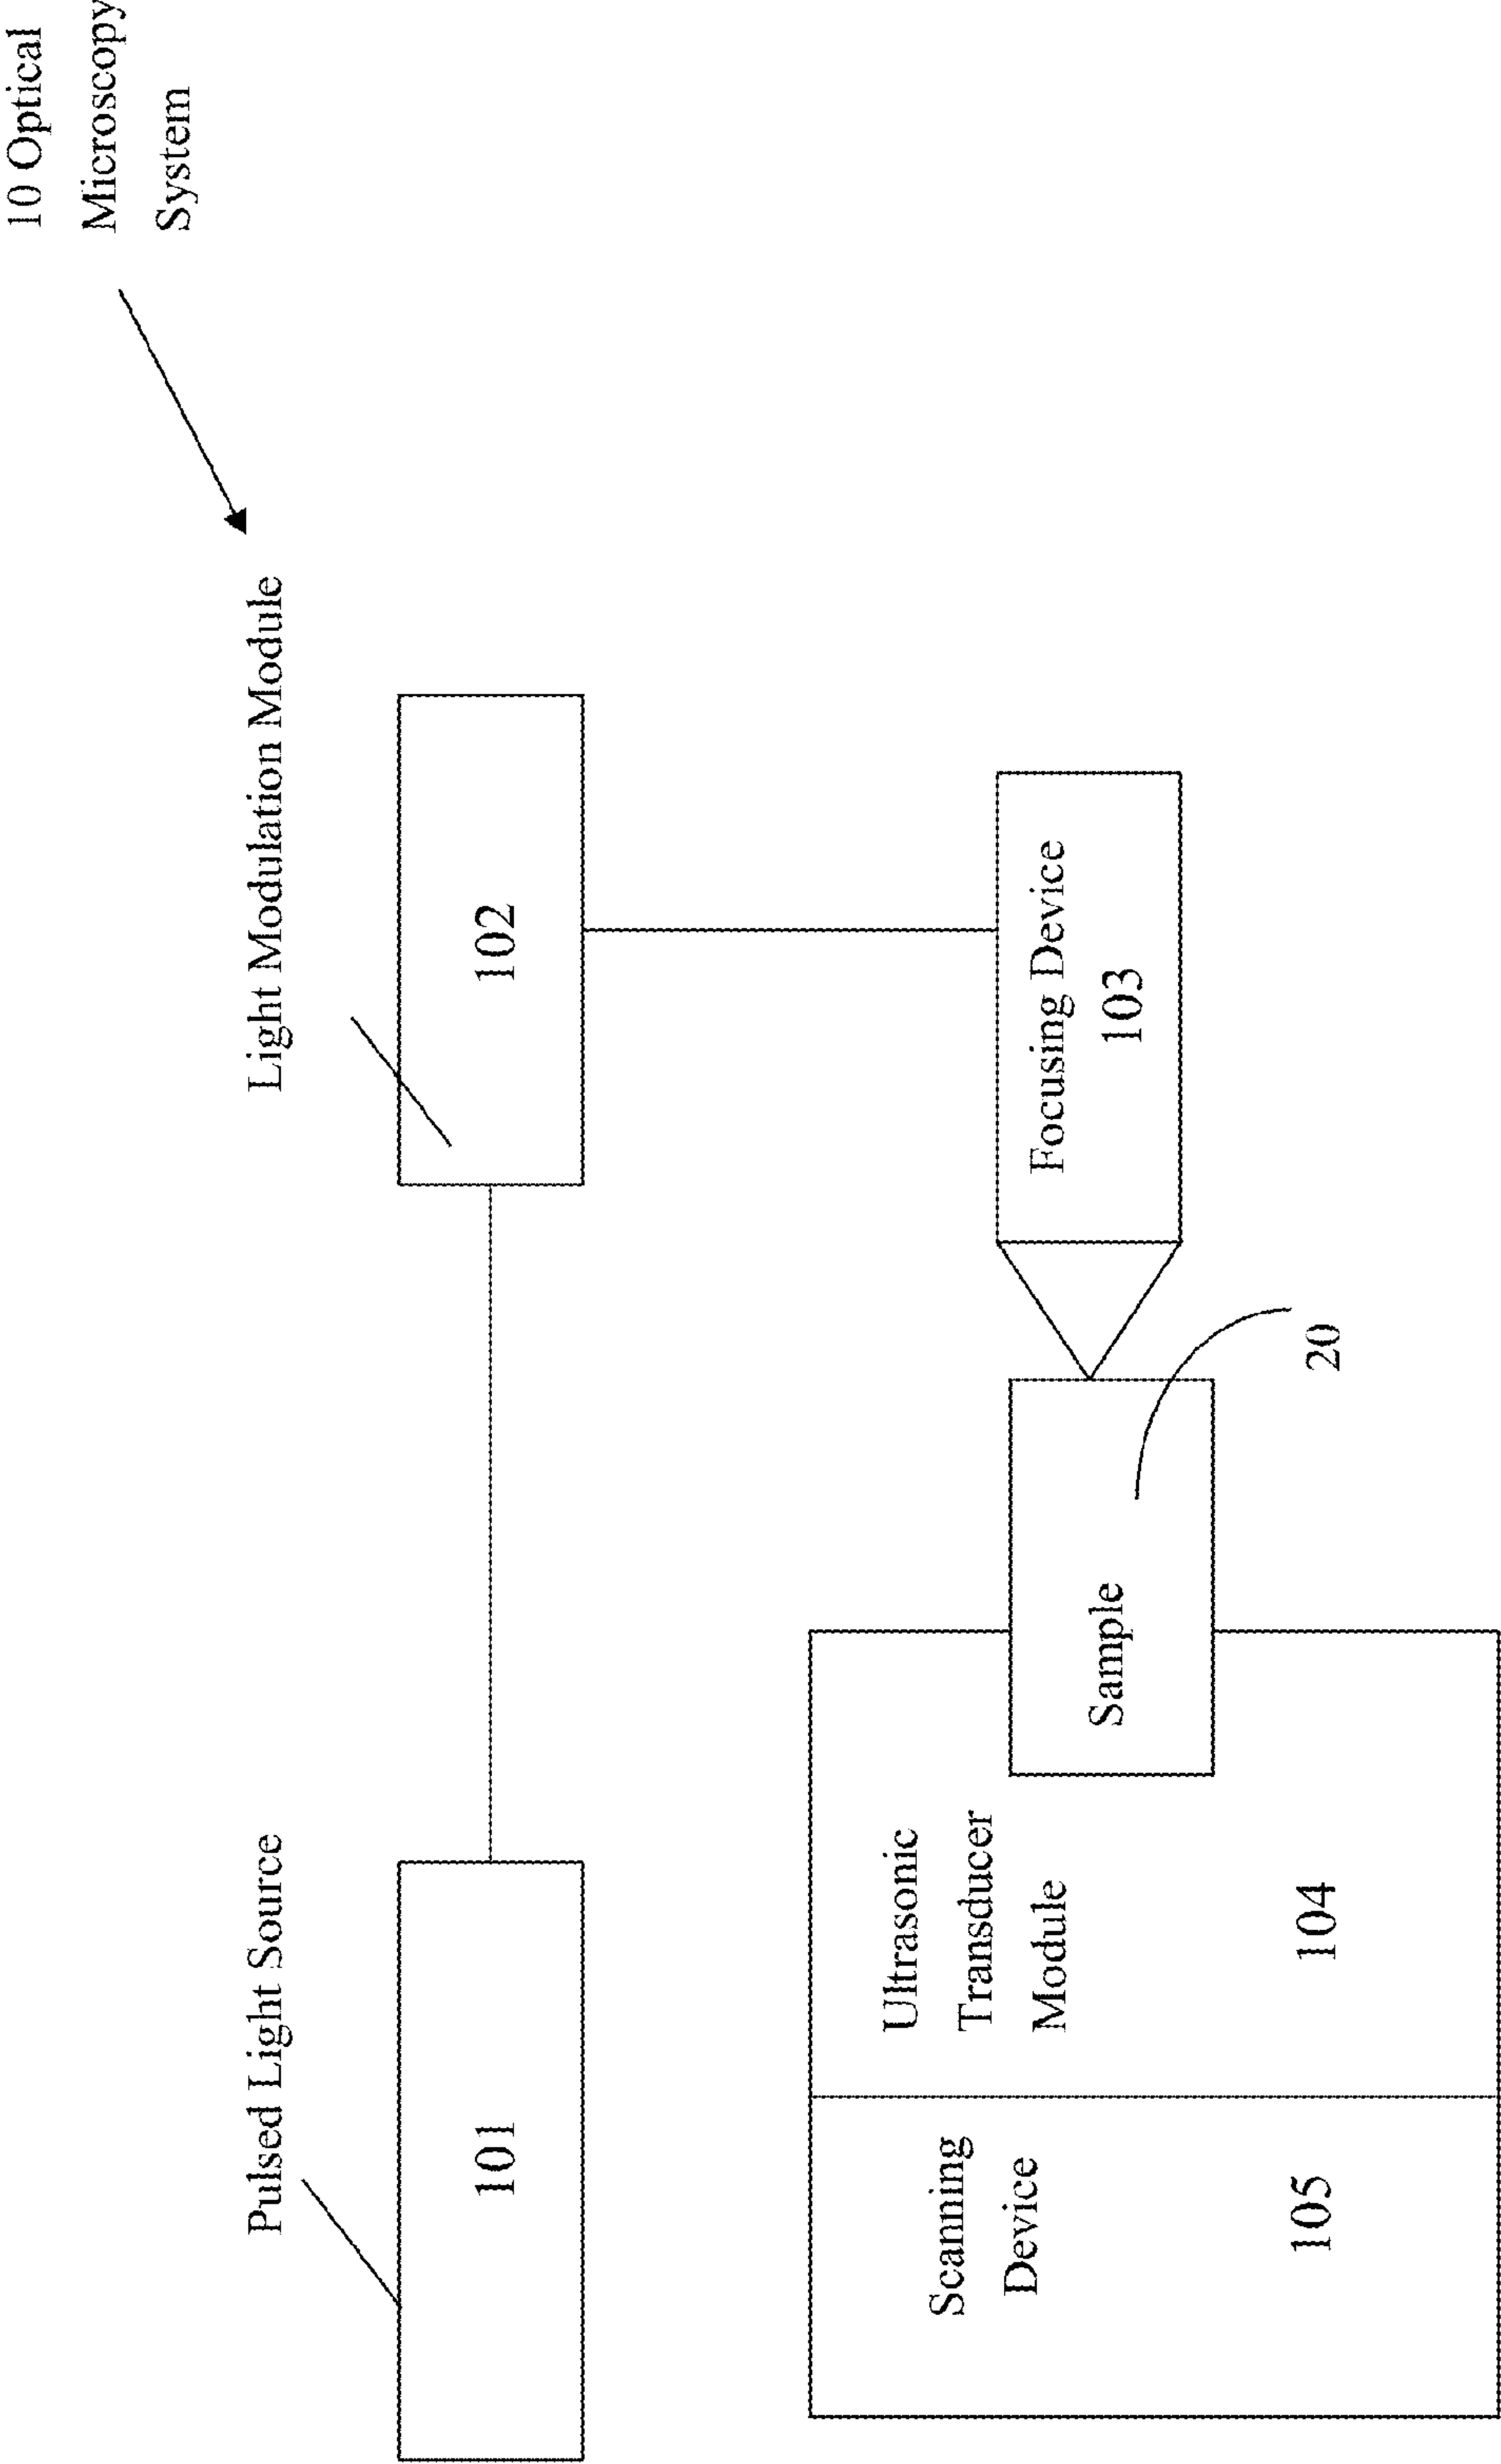 10 Optical
Microscopy
System
Pulsed Light Source
Light Modulation Module
101
102
Scanning
Device
105
Ultrasonic
Transducer
Module
104
Sample
20
Focusing Device
103